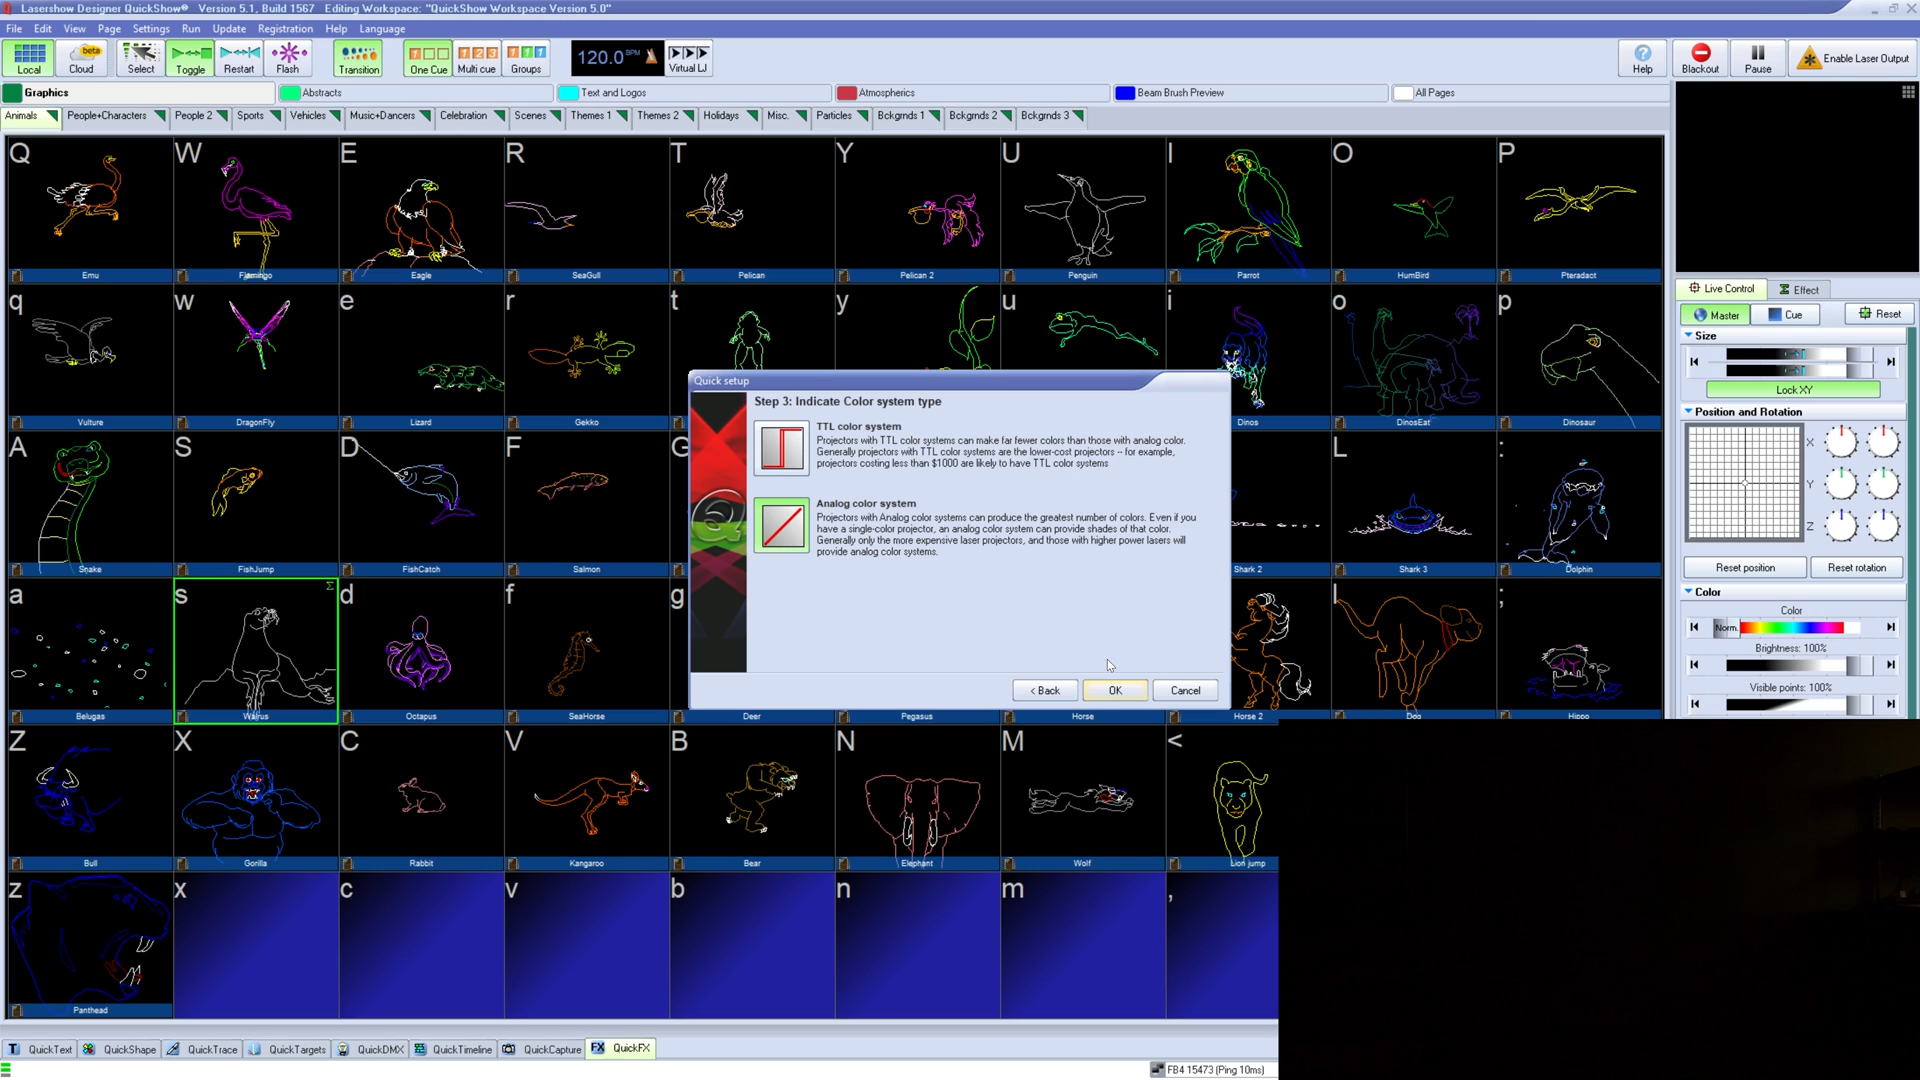 Lasershow Designer QuickShow® Version 5.1, Build 1567 Editing Workspace: "QuickShow Workspace Version 5.0"
File Edit View Page Settings Run Update Registration Help Language
Local
beta
Cloud
Select
Toggle
Restart
Flash
Transition
One Cue
Multi cue
Groups
120.0 BPM
Virtual LJ
Help
Blackout
Pause
Enable Laser Output
Graphics
Abstracts
Text and Logos
Atmospherics
Beam Brush Preview
All Pages
Animals People+Characters People 2 Sports Vehicles Music+Dancers Celebration Scenes Themes 1 Themes 2 Holidays Misc. Particles Bckgrnds 1 Bckgrnds 2 Bckgrnds 3
Q W E R T Y U I O P
Emu Flamingo Eagle SeaGull Pelican Pelican 2 Penguin Parrot HumBird Pteradact
q w e r t y u i o p
Vulture DragonFly Lizard Gekko Dinos DinosEat Dinosaur
A S D F G L :
Snake FishJump FishCatch Salmon Shark 2 Shark 3 Dolphin
a s d f g l ;
Belugas Walrus Octapus SeaHorse Deer Pegasus Horse Horse 2 Dog Hippo
Z X C V B N M <
Bull Gorilla Rabbit Kangaroo Bear Elephant Wolf Lion jump
z x c v b n m ,
Panthead
Quick setup
Step 3: Indicate Color system type
TTL color system
Projectors with TTL color systems can make far fewer colors than those with analog color.
Generally projectors with TTL color systems are the lower-cost projectors -- for example,
projectors costing less than $1000 are likely to have TTL color systems
Analog color system
Projectors with Analog color systems can produce the greatest number of colors. Even if you
have a single-color projector, an analog color system can provide shades of that color.
Generally only the more expensive laser projectors, and those with higher power lasers will
provide analog color systems.
< Back
OK
Cancel
Live Control
Effect
Master
Cue
Reset
Size
Lock XY
Position and Rotation
X
Y
Z
Reset position
Reset rotation
Color
Color
Norm.
Brightness: 100%
Visible points: 100%
QuickText QuickShape QuickTrace QuickTargets QuickDMX QuickTimeline QuickCapture FX QuickFX
FB4 15473 (Ping 10ms)